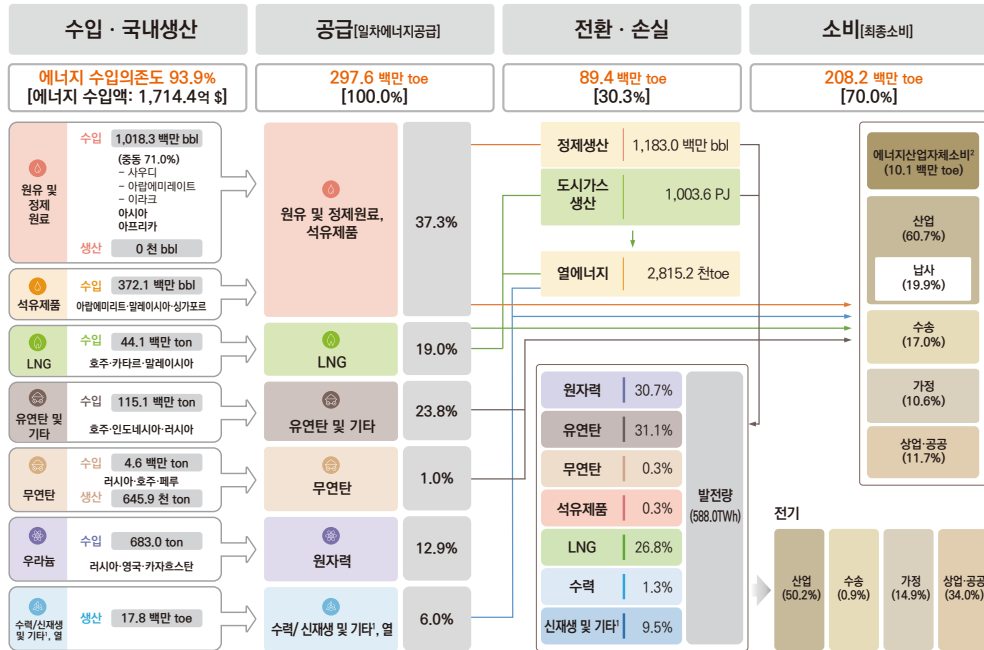 수입 · 국내생산
공급[일차에너지공급]
전환 · 손실
소비[최종소비]
에너지 수입의존도 93.9%
[에너지 수입액: 1,714.4억 $]
297.6 백만 toe
[100.0%]
89.4 백만 toe
[30.3%]
208.2 백만 toe
[70.0%]
원유 및
정제
원료
수입 1,018.3 백만 bbl
(중동 71.0%)
- 사우디
- 아랍에미레이트
- 이라크
아시아
아프리카
생산 0 천 bbl
석유제품
수입 372.1 백만 bbl
아랍에미리트·말레이시아·싱가포르
LNG
수입 44.1 백만 ton
호주·카타르·말레이시아
유연탄 및
기타
수입 115.1 백만 ton
호주·인도네시아·러시아
무연탄
수입 4.6 백만 ton
러시아·호주·페루
생산 645.9 천 ton
우라늄
수입 683.0 ton
러시아·영국·카자흐스탄
수력/신재생
및 기타¹, 열
생산 17.8 백만 toe
원유 및 정제원료,
석유제품
37.3%
LNG
19.0%
유연탄 및 기타
23.8%
무연탄
1.0%
원자력
12.9%
수력/ 신재생 및 기타¹, 열
6.0%
정제생산 1,183.0 백만 bbl
도시가스
생산
1,003.6 PJ
열에너지 2,815.2 천toe
원자력 30.7%
유연탄 31.1%
무연탄 0.3%
석유제품 0.3%
LNG 26.8%
수력 1.3%
신재생 및 기타¹ 9.5%
발전량
(588.0TWh)
에너지산업자체소비²
(10.1 백만 toe)
산업
(60.7%)
납사
(19.9%)
수송
(17.0%)
가정
(10.6%)
상업·공공
(11.7%)
전기
산업
(50.2%)
수송
(0.9%)
가정
(14.9%)
상업·공공
(34.0%)